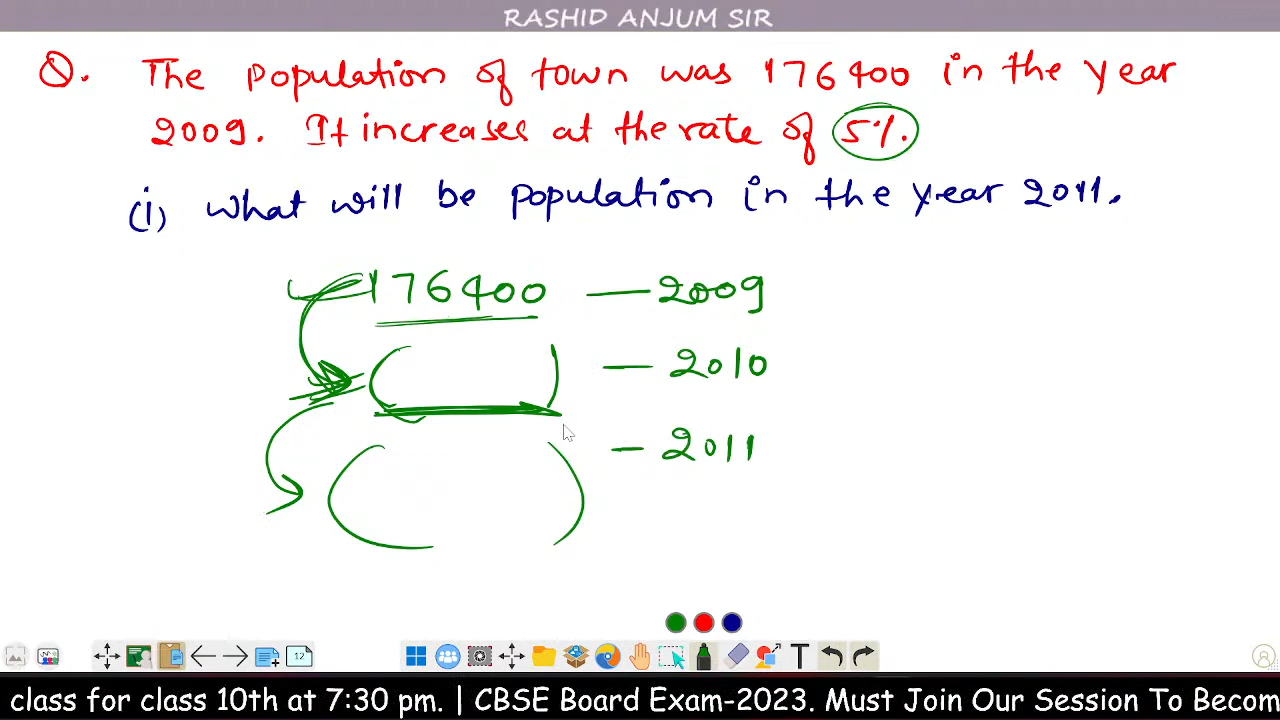 RASHID ANJUM SIR
Q. The population of town was 176400 in the year
2009. It increases at the rate of 5%.
(i) What will be population in the year 2011.
176400 — 2009
( ) — 2010
( ) — 2011
12
T
class for class 10th at 7:30 pm. | CBSE Board Exam-2023. Must Join Our Session To Becom